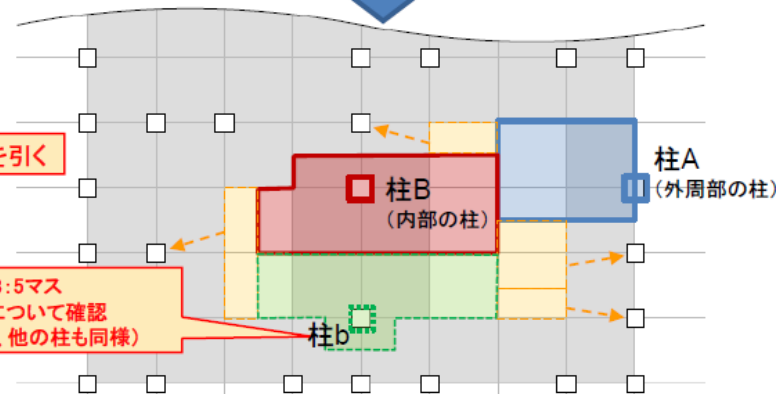 を引く
柱A
（外周部の柱）
柱B
（内部の柱）
:5マス
ついて確認
他の柱も同様）
柱b